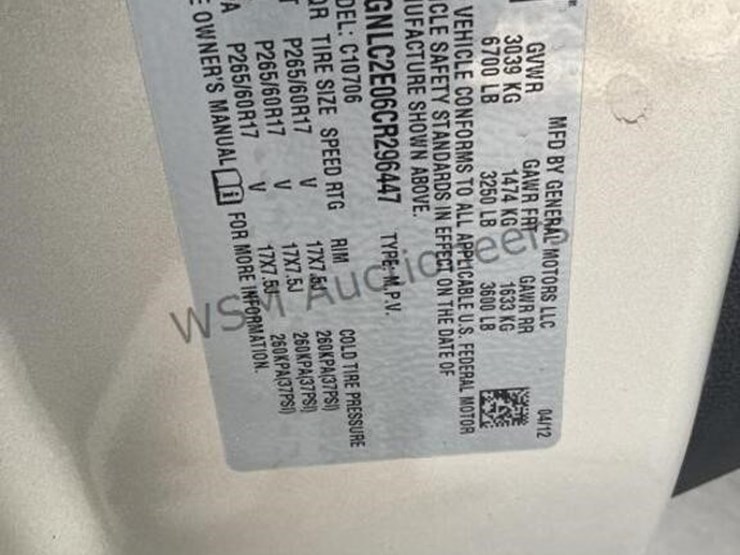 MFD BY GENERAL MOTORS LLC 04/12
GVWR GAWR FRT GAWR RR
3039 KG 1474 KG 1633 KG
6700 LB 3250 LB 3600 LB
VEHICLE CONFORMS TO ALL APPLICABLE U.S. FEDERAL MOTOR
ICLE SAFETY STANDARDS IN EFFECT ON THE DATE OF
UFACTURE SHOWN ABOVE.
GNLC2E06CR296447 TYPE: M.P.V.
DEL: C10706
TIRE SIZE SPEED RTG RIM COLD TIRE PRESSURE
P265/60R17 V 17X7.5J 260KPA(37PSI)
P265/60R17 V 17X7.5J 260KPA(37PSI)
P265/60R17 V 17X7.5J 260KPA(37PSI)
OWNER'S MANUAL FOR MORE INFORMATION.
WSM Auctioneers